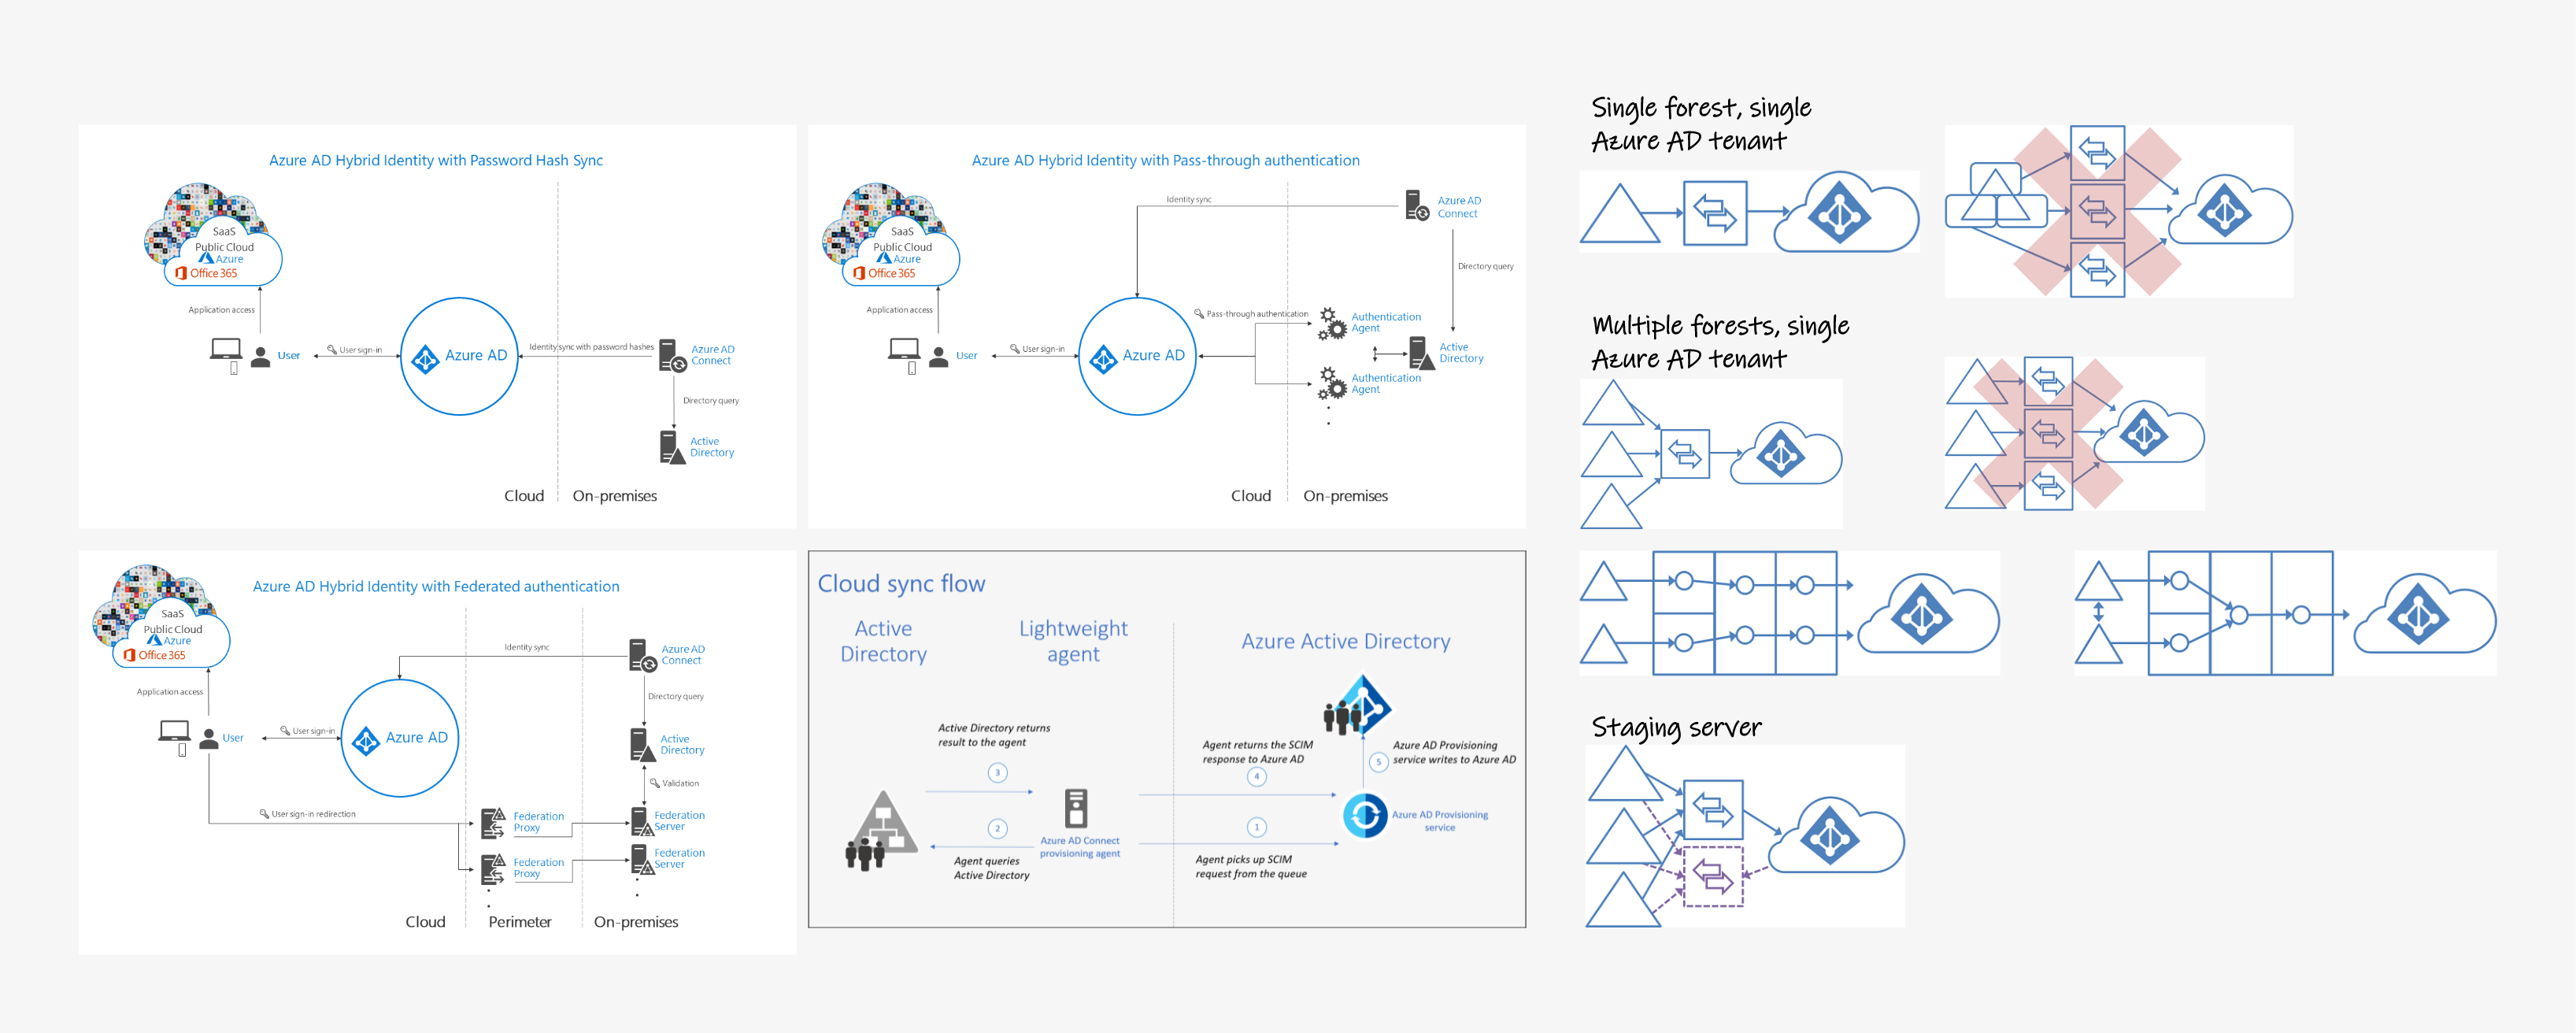 Azure AD Hybrid Identity with Password Hash Sync
SaaS
Public Cloud
Azure
Office 365
Application access
User
User sign-in
Azure AD
Identity sync with password hashes
Azure AD
Connect
Directory query
Active
Directory
Cloud
On-premises
Azure AD Hybrid Identity with Pass-through authentication
SaaS
Public Cloud
Azure
Office 365
Application access
User
User sign-in
Azure AD
Identity sync
Azure AD
Connect
Directory query
Pass-through authentication
Authentication
Agent
Active
Directory
Authentication
Agent
Cloud
On-premises
Azure AD Hybrid Identity with Federated authentication
SaaS
Public Cloud
Azure
Office 365
Application access
User
User sign-in
Azure AD
Identity sync
Azure AD
Connect
Directory query
Active
Directory
Validation
User sign-in redirection
Federation
Proxy
Federation
Server
Federation
Proxy
Federation
Server
Cloud
Perimeter
On-premises
Cloud sync flow
Active
Directory
Lightweight
agent
Azure Active Directory
Active Directory returns
result to the agent
3
2
Agent queries
Active Directory
Azure AD Connect
provisioning agent
Agent returns the SCIM
response to Azure AD
4
1
Agent picks up SCIM
request from the queue
5
Azure AD Provisioning
service writes to Azure AD
Azure AD Provisioning
service
Single forest, single
Azure AD tenant
Multiple forests, single
Azure AD tenant
Staging server